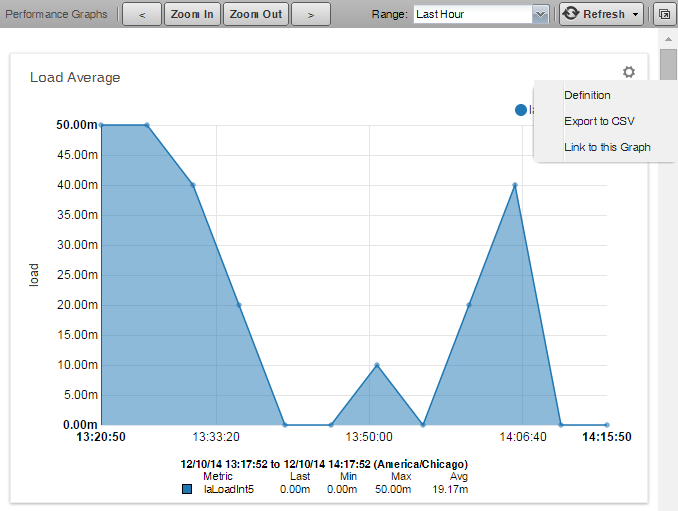 Performance Graphs < Zoom In Zoom Out > Range: Last Hour Refresh
Load Average
Definition
Export to CSV
Link to this Graph
50.00m
45.00m
40.00m
35.00m
30.00m
25.00m
20.00m
15.00m
10.00m
5.00m
0.00m
load
13:20:50 13:33:20 13:50:00 14:06:40 14:15:50
12/10/14 13:17:52 to 12/10/14 14:17:52 (America/Chicago)
Metric Last Min Max Avg
laLoadInt5 0.00m 0.00m 50.00m 19.17m